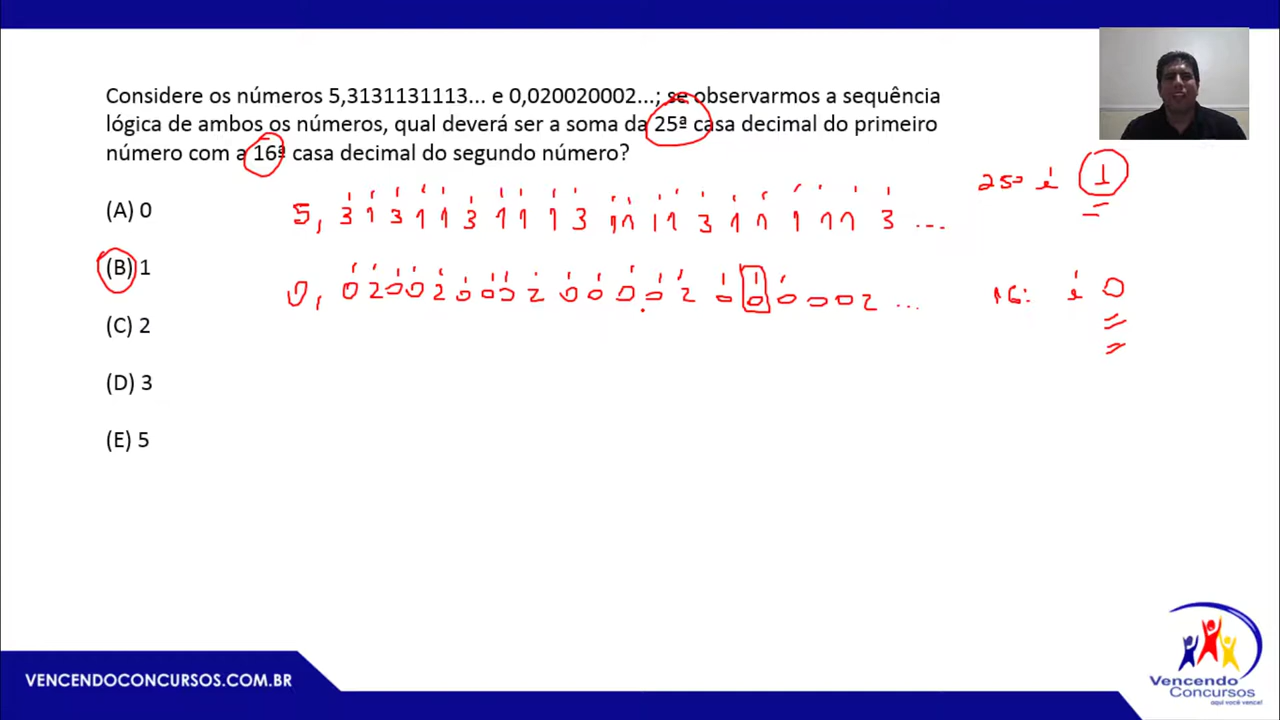 Considere os números 5,3131131113... e 0,020020002...; se observarmos a sequência
lógica de ambos os números, qual deverá ser a soma da 25ª casa decimal do primeiro
número com a 16ª casa decimal do segundo número?
25ª é 1
(A) 0
5, 3 1 3 1 1 3 1 1 1 3 1 1 1 1 3 1 1 1 1 1 3 ...
(B) 1
0, 0 2 0 0 2 0 0 0 2 0 0 0 0 2 0 0 0 0 0 2 ...
16: é 0
(C) 2
(D) 3
(E) 5
VENCENDOCONCURSOS.COM.BR
Vencendo
Concursos
aqui você vence!